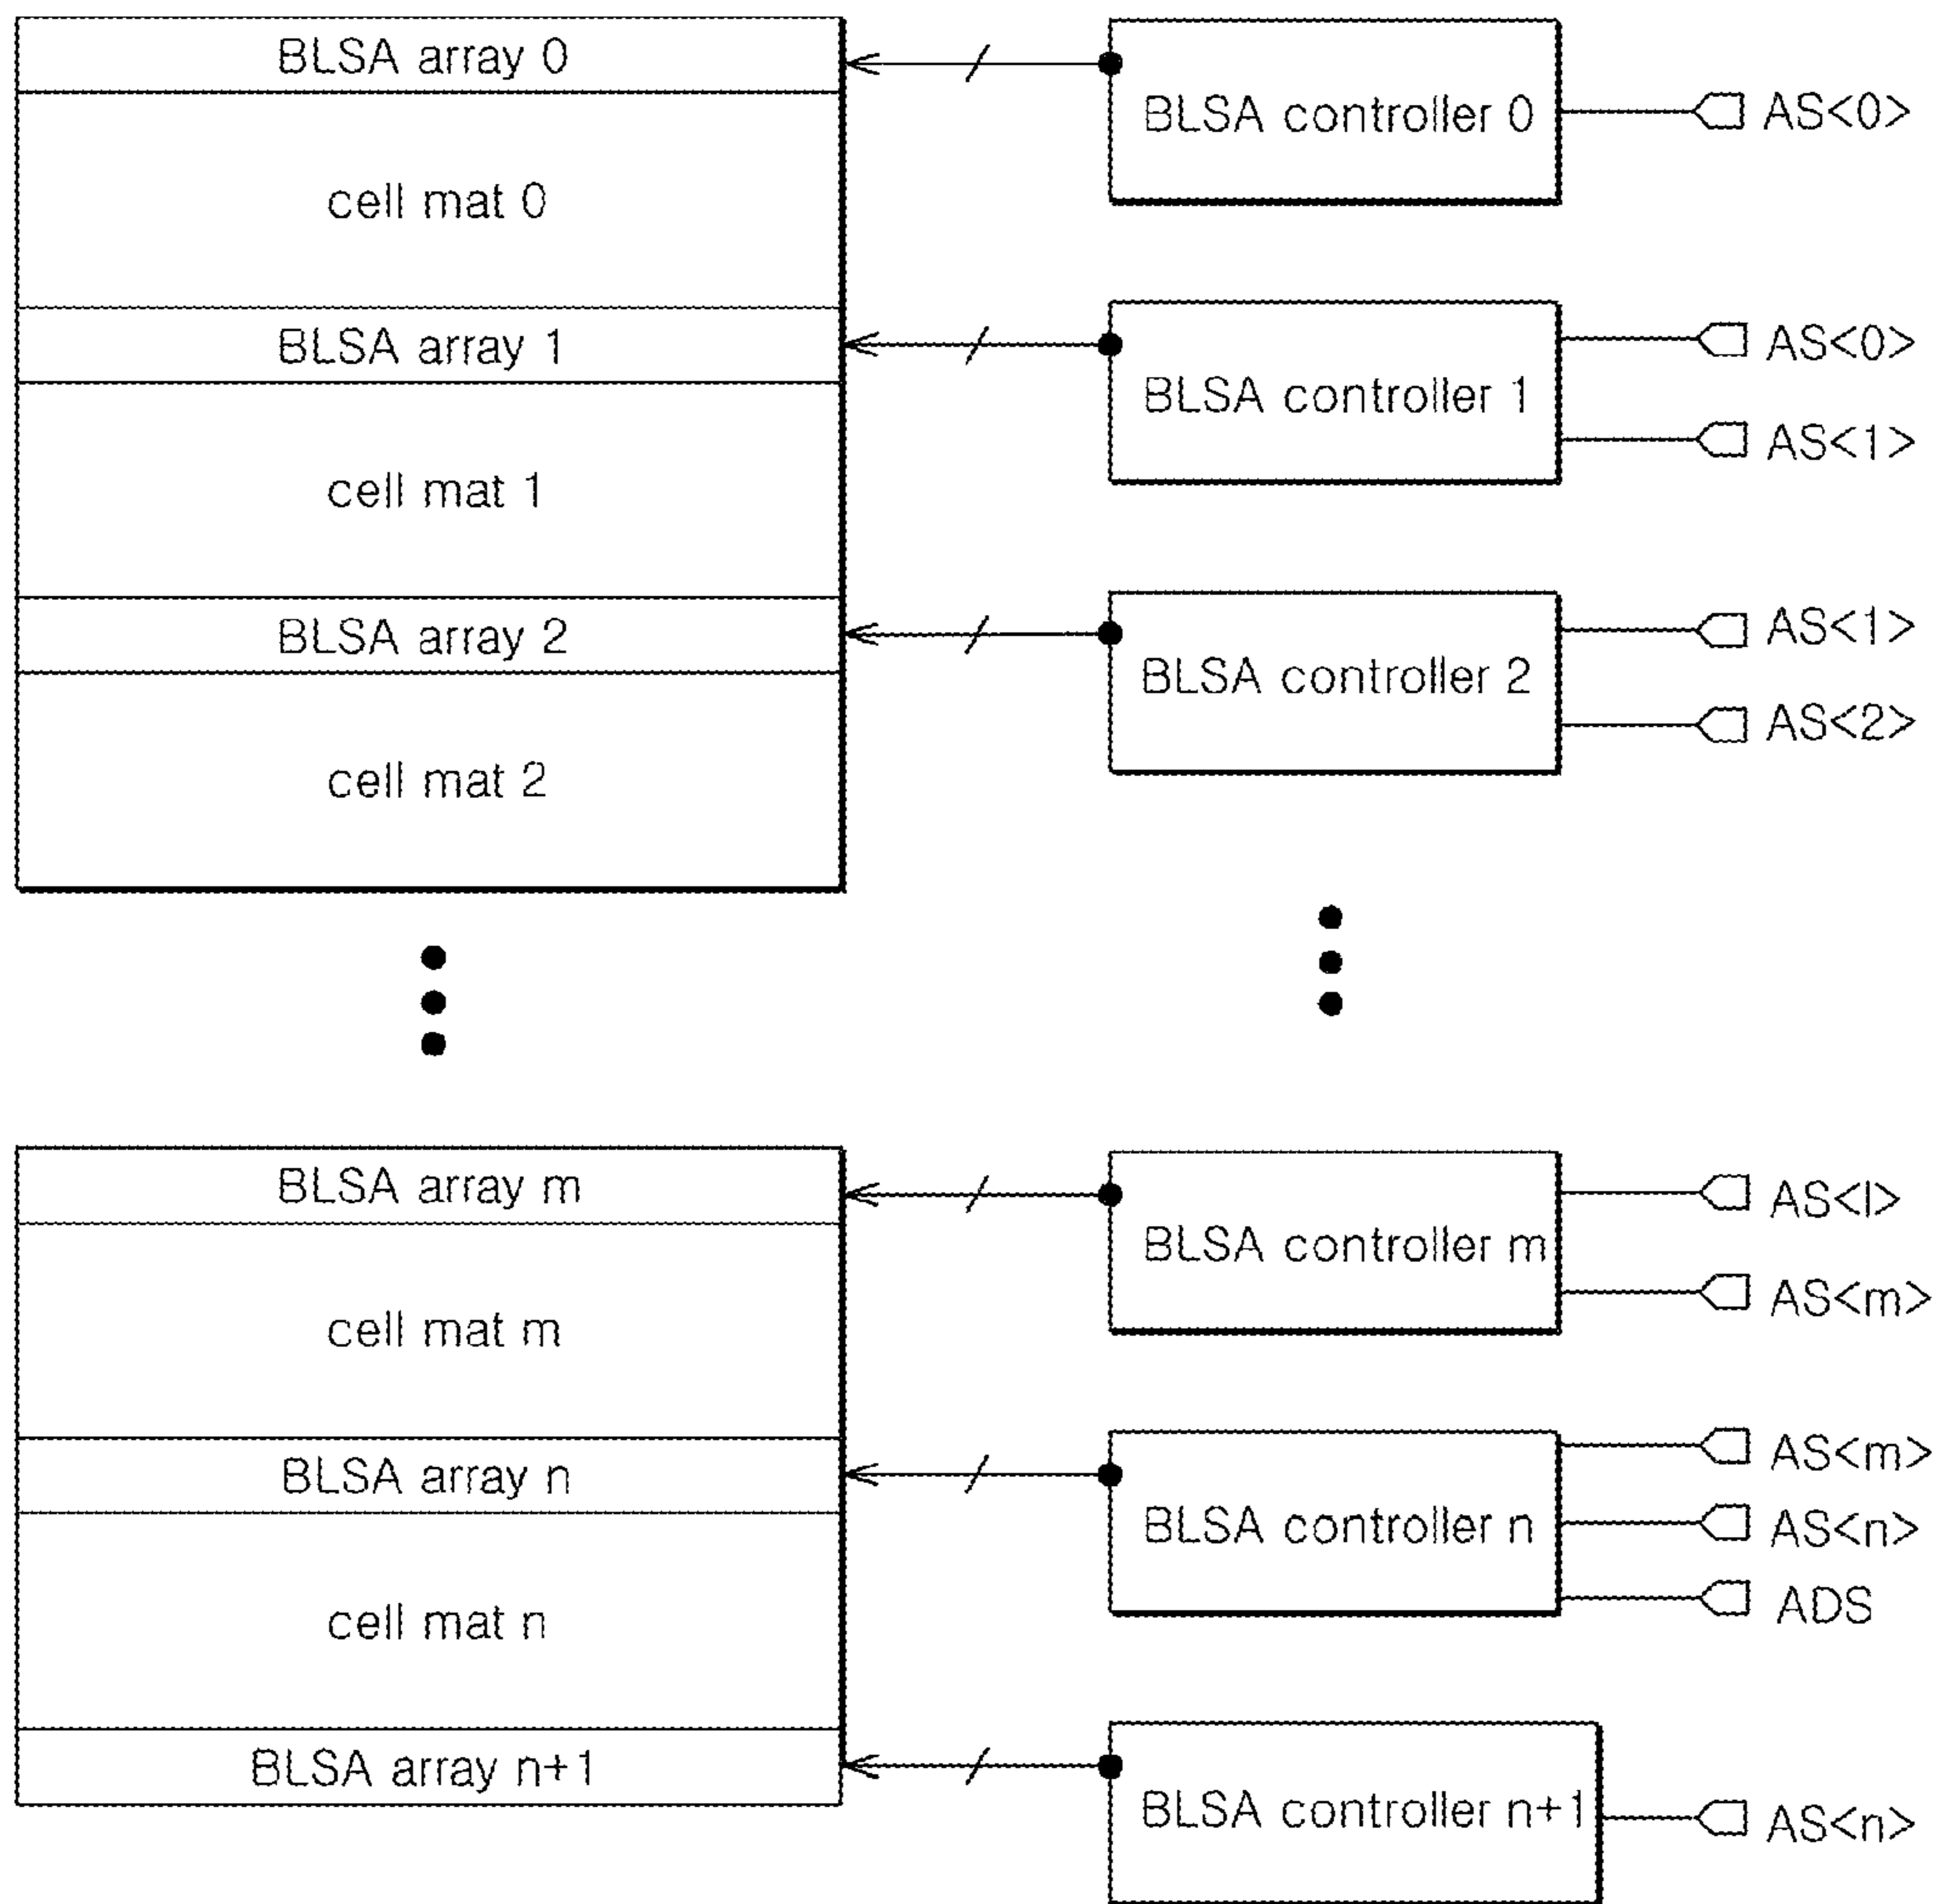 BLSA array 0
cell mat 0
BLSA array 1
cell mat 1
BLSA array 2
cell mat 2
BLSA controller 0
AS<0>
BLSA controller 1
AS<0>
AS<1>
BLSA controller 2
AS<1>
AS<2>
BLSA array m
cell mat m
BLSA array n
cell mat n
BLSA array n+1
BLSA controller m
AS<l>
AS<m>
BLSA controller n
AS<m>
AS<n>
ADS
BLSA controller n+1
AS<n>